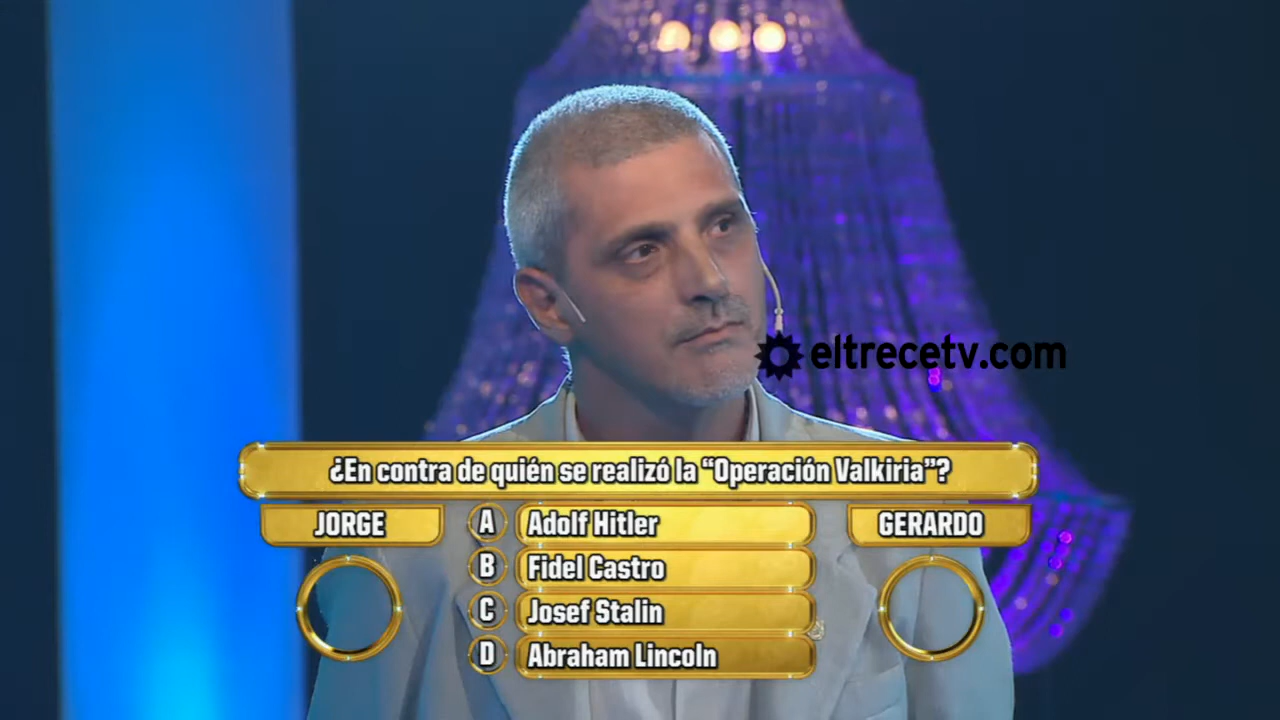 eltrecetv.com
¿En contra de quién se realizó la “Operación Valkiria”?
JORGE
A Adolf Hitler
B Fidel Castro
C Josef Stalin
D Abraham Lincoln
GERARDO